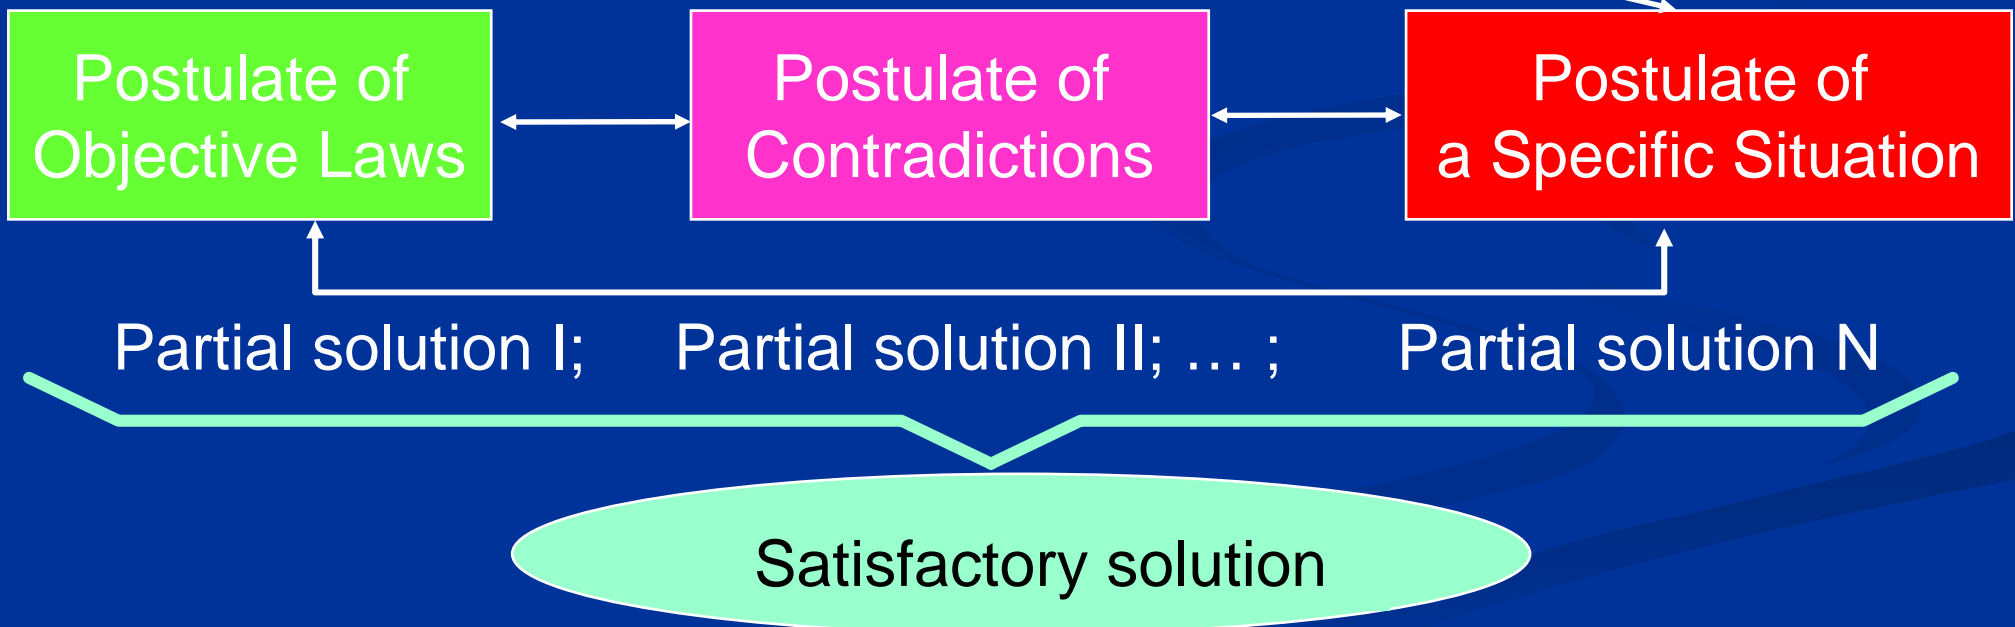 Postulate of
Objective Laws
Postulate of
Contradictions
Postulate of
a Specific Situation
Partial solution I; Partial solution II; … ; Partial solution N
Satisfactory solution